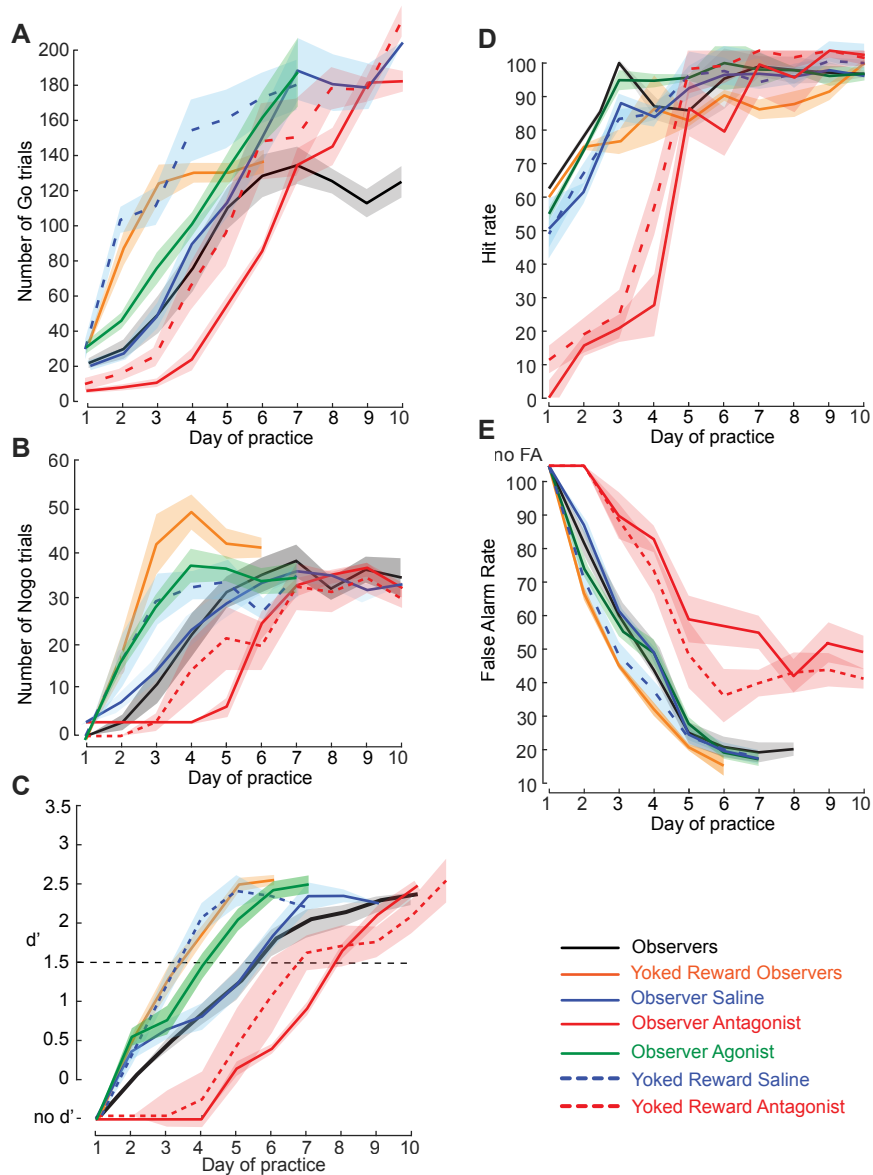 A
Number of Go trials
200
180
160
140
120
100
80
60
40
20
0
1 2 3 4 5 6 7 8 9 10
Day of practice
B
Number of Nogo trials
60
50
40
30
20
10
0
1 2 3 4 5 6 7 8 9 10
Day of practice
C
d'
3.5
3
2.5
2
1.5
1
0.5
0
no d'
1 2 3 4 5 6 7 8 9 10
Day of practice
D
Hit rate
100
90
80
70
60
50
40
30
20
10
0
1 2 3 4 5 6 7 8 9 10
Day of practice
E
no FA
False Alarm Rate
100
90
80
70
60
50
40
30
20
10
1 2 3 4 5 6 7 8 9 10
Day of practice
Observers
Yoked Reward Observers
Observer Saline
Observer Antagonist
Observer Agonist
Yoked Reward Saline
Yoked Reward Antagonist